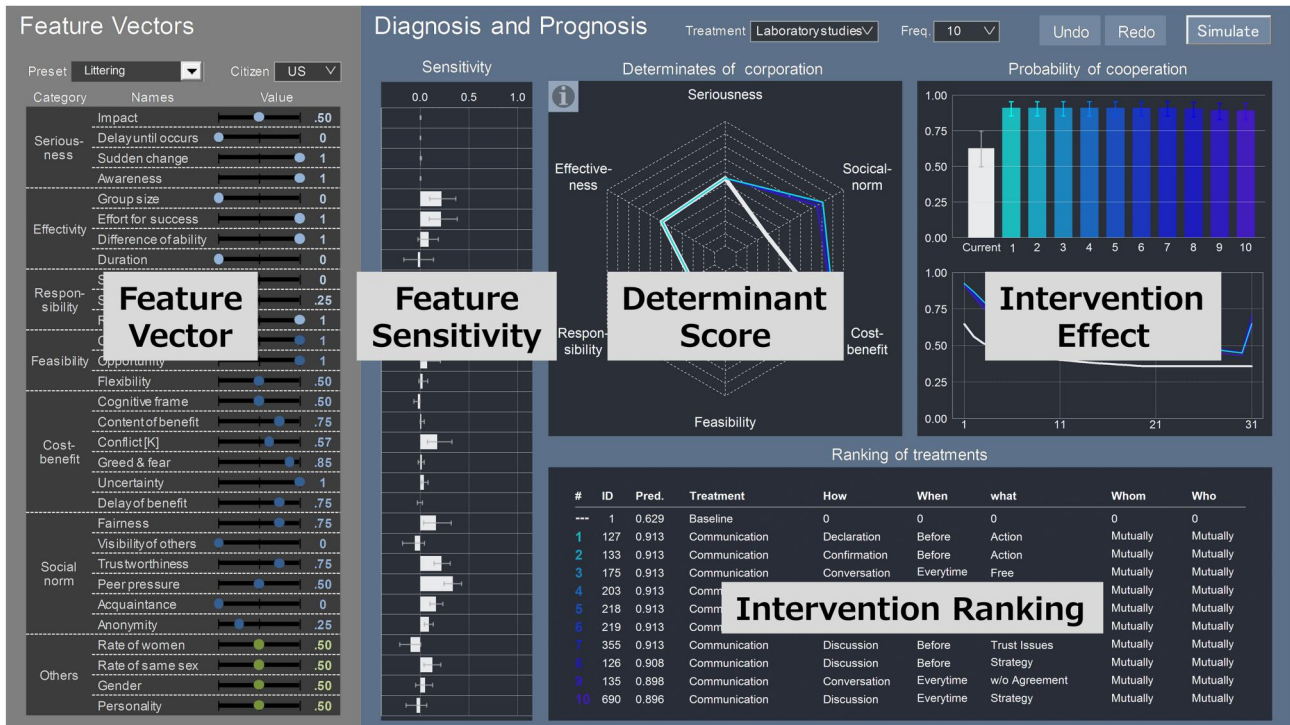 Feature Vectors
Preset Littering Citizen US
Category Names Value
Serious-
ness
Impact .50
Delay until occurs 0
Sudden change 1
Awareness 1
Effectivity
Group size 0
Effort for success 1
Difference of ability 1
Duration 0
Respon-
sibility
0
.25
1
Feature
Vector
Feasibility
1
Opportunity 1
Flexibility .50
Cost-
benefit
Cognitive frame .50
Content of benefit .75
Conflict [K] .57
Greed & fear .85
Uncertainty 1
Delay of benefit .75
Social
norm
Fairness .75
Visibility of others 0
Trustworthiness .75
Peer pressure .50
Acquaintance 0
Anonymity .25
Others
Rate of women .50
Rate of same sex .50
Gender .50
Personality .50
Diagnosis and Prognosis
Treatment Laboratory studies Freq. 10 Undo Redo Simulate
Sensitivity
0.0 0.5 1.0
Feature
Sensitivity
Determinates of corporation
i
Seriousness
Effective-
ness
Socical-
norm
Respon-
sibility
Cost-
benefit
Feasibility
Determinant
Score
Probability of cooperation
1.00
0.75
0.50
0.25
0.00
Current 1 2 3 4 5 6 7 8 9 10
1.00
0.75
0.50
0.25
0.00
1 11 21 31
Intervention
Effect
Ranking of treatments
# ID Pred. Treatment How When what Whom Who
--- 1 0.629 Baseline 0 0 0 0 0
1 127 0.913 Communication Declaration Before Action Mutually Mutually
2 133 0.913 Communication Confirmation Before Action Mutually Mutually
3 175 0.913 Communication Conversation Everytime Free Mutually Mutually
4 203 0.913 Mutually Mutually
5 218 0.913 Mutually Mutually
6 219 0.913 Mutually Mutually
7 355 0.913 Communication Discussion Before Trust Issues Mutually Mutually
8 126 0.908 Communication Discussion Before Strategy Mutually Mutually
9 135 0.898 Communication Conversation Everytime w/o Agreement Mutually Mutually
10 690 0.896 Communication Discussion Everytime Strategy Mutually Mutually
Intervention Ranking